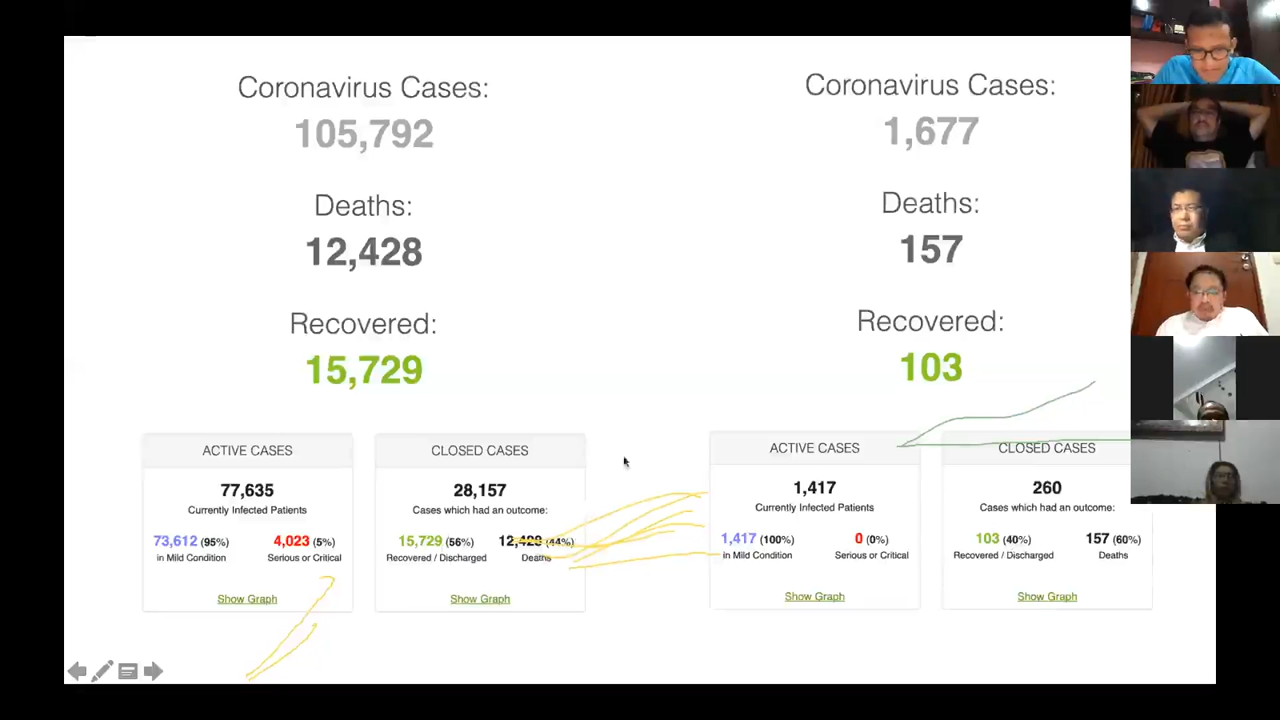 Coronavirus Cases:
105,792
Deaths:
12,428
Recovered:
15,729
ACTIVE CASES
77,635
Currently Infected Patients
73,612 (95%)
in Mild Condition
4,023 (5%)
Serious or Critical
Show Graph
CLOSED CASES
28,157
Cases which had an outcome:
15,729 (56%)
Recovered / Discharged
12,428 (44%)
Deaths
Show Graph
Coronavirus Cases:
1,677
Deaths:
157
Recovered:
103
ACTIVE CASES
1,417
Currently Infected Patients
1,417 (100%)
in Mild Condition
0 (0%)
Serious or Critical
Show Graph
CLOSED CASES
260
Cases which had an outcome:
103 (40%)
Recovered / Discharged
157 (60%)
Deaths
Show Graph